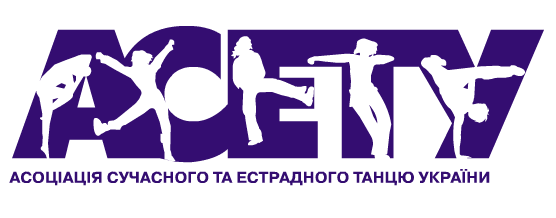 АСЕТУ
АСОЦІАЦІЯ СУЧАСНОГО ТА ЕСТРАДНОГО ТАНЦЮ УКРАЇНИ